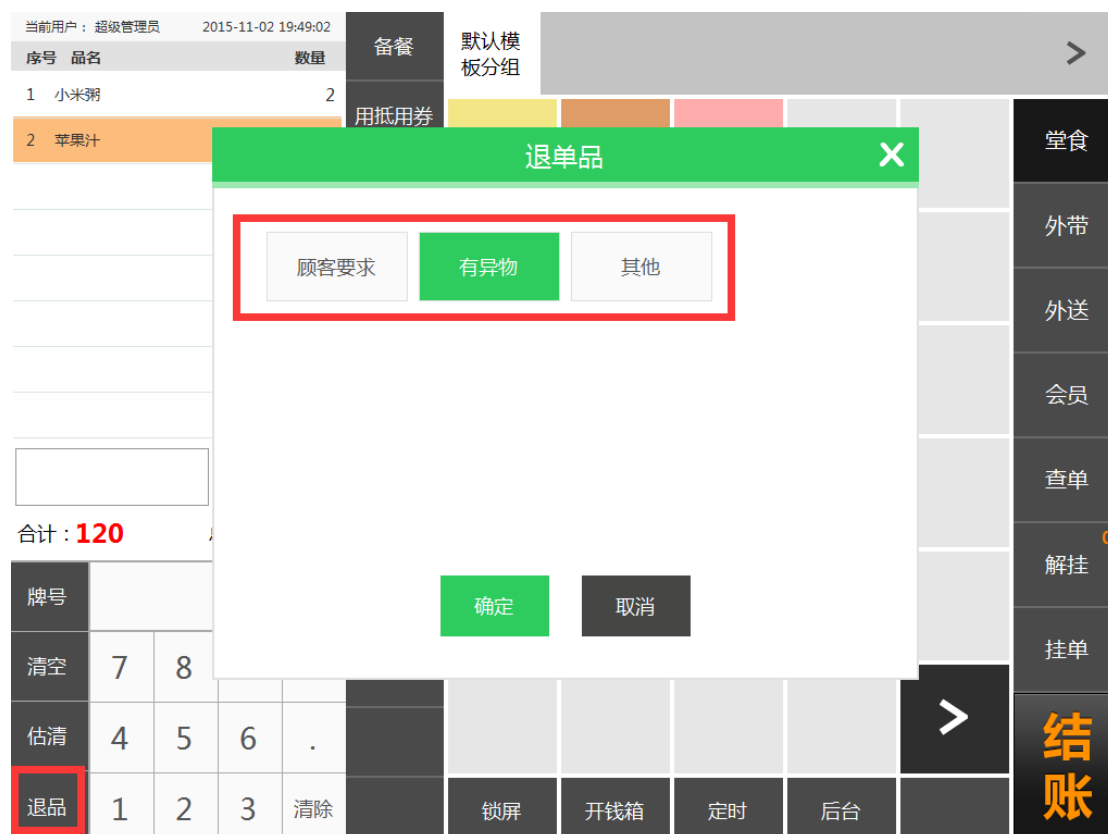 当前用户： 超级管理员 2015-11-02 19:49:02
序号 品名 数量
1 小米粥 2
2 苹果汁
备餐
用抵用券
默认模
板分组
>
退单品
X
顾客要求 有异物 其他
确定 取消
合计：120
牌号
清空 7 8
估清 4 5 6 .
退品 1 2 3 清除
>
锁屏 开钱箱 定时 后台
堂食
外带
外送
会员
查单
解挂
挂单
结
账